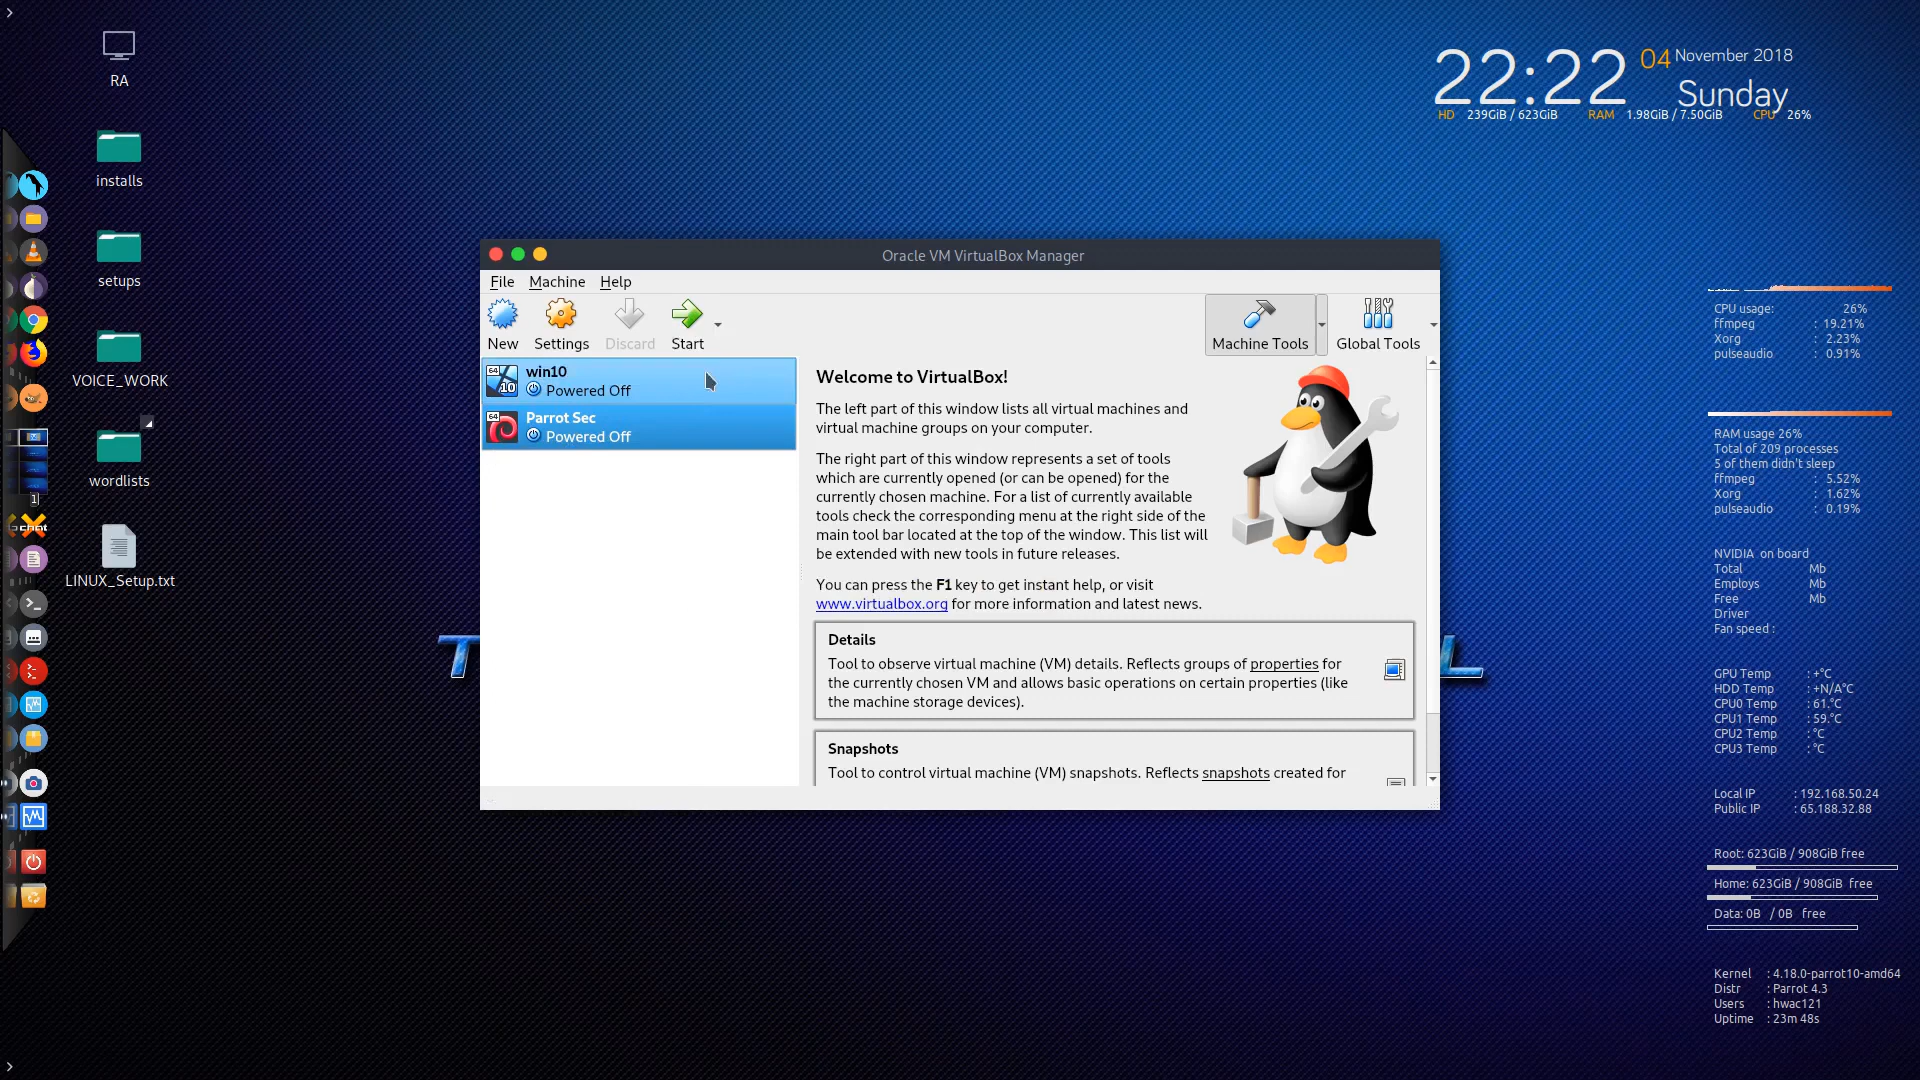 RA
installs
setups
VOICE_WORK
wordlists
LINUX_Setup.txt
1
22:22 04 November 2018
Sunday
HD 239GiB / 623GiB RAM 1.98GiB / 7.50GiB CPU 26%
Oracle VM VirtualBox Manager
File Machine Help
New Settings Discard Start Machine Tools Global Tools
64 10 win10
Powered Off
64 Parrot Sec
Powered Off
Welcome to VirtualBox!
The left part of this window lists all virtual machines and
virtual machine groups on your computer.
The right part of this window represents a set of tools
which are currently opened (or can be opened) for the
currently chosen machine. For a list of currently available
tools check the corresponding menu at the right side of the
main tool bar located at the top of the window. This list will
be extended with new tools in future releases.
You can press the F1 key to get instant help, or visit
www.virtualbox.org for more information and latest news.
Details
Tool to observe virtual machine (VM) details. Reflects groups of properties for
the currently chosen VM and allows basic operations on certain properties (like
the machine storage devices).
Snapshots
Tool to control virtual machine (VM) snapshots. Reflects snapshots created for
T
L
CPU usage: 26%
ffmpeg : 19.21%
Xorg : 2.23%
pulseaudio : 0.91%
RAM usage 26%
Total of 209 processes
5 of them didn't sleep
ffmpeg : 5.52%
Xorg : 1.62%
pulseaudio : 0.19%
NVIDIA on board
Total Mb
Employs Mb
Free Mb
Driver
Fan speed :
GPU Temp : +°C
HDD Temp : +N/A°C
CPU0 Temp : 61.°C
CPU1 Temp : 59.°C
CPU2 Temp : °C
CPU3 Temp : °C
Local IP : 192.168.50.24
Public IP : 65.188.32.88
Root: 623GiB / 908GiB free
Home: 623GiB / 908GiB free
Data: 0B / 0B free
Kernel : 4.18.0-parrot10-amd64
Distr : Parrot 4.3
Users : hwac121
Uptime : 23m 48s